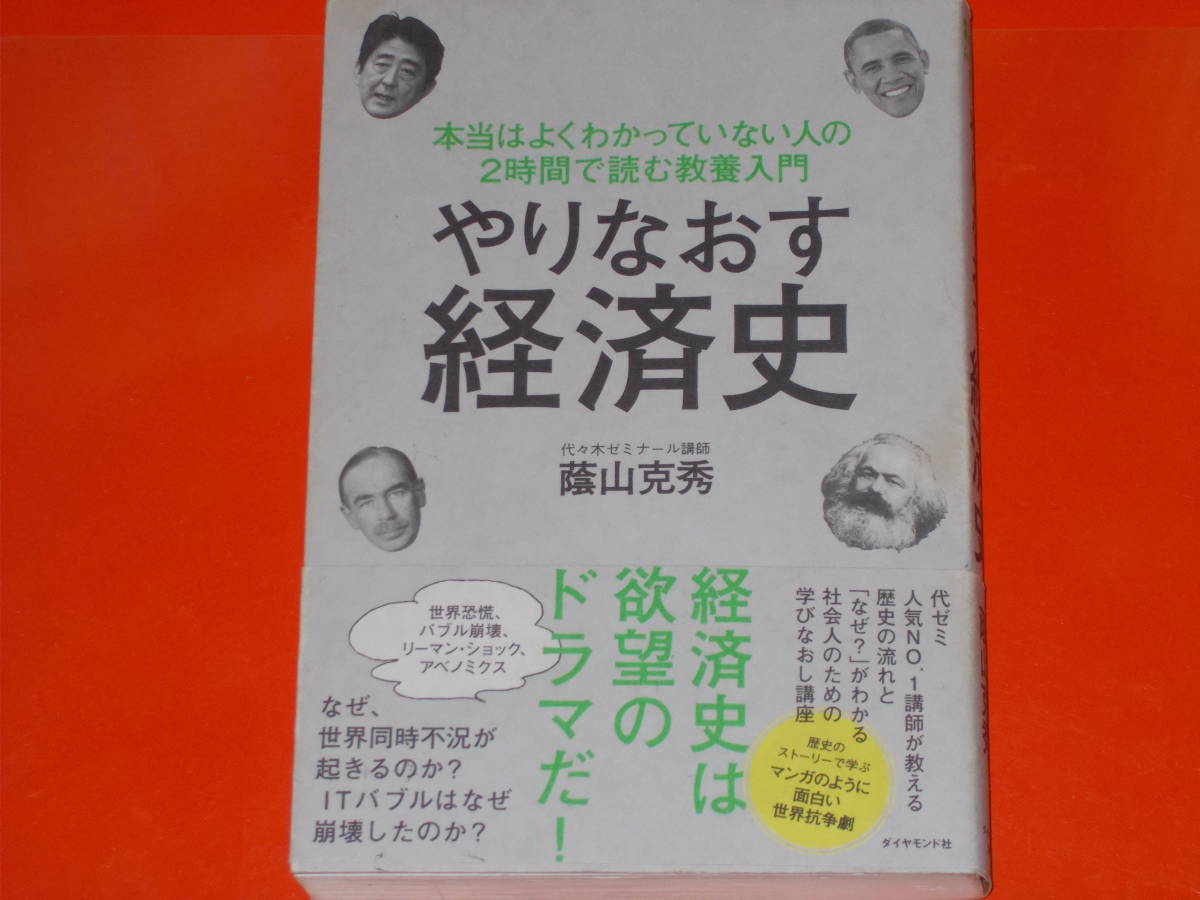 本当はよくわかっていない人の
2時間で読む教養入門
やりなおす
経済史
代々木ゼミナール講師
蔭山克秀
代ゼミ
人気NO.1講師が教える
歴史の流れと
「なぜ?」がわかる
社会人のための
学びなおし講座
経済史は
欲望の
ドラマだ!
世界恐慌、
バブル崩壊、
リーマン・ショック、
アベノミクス
なぜ、
世界同時不況が
起きるのか?
ITバブルはなぜ
崩壊したのか?
歴史の
ストーリーで学ぶ
マンガのように
面白い
世界抗争劇
ダイヤモンド社